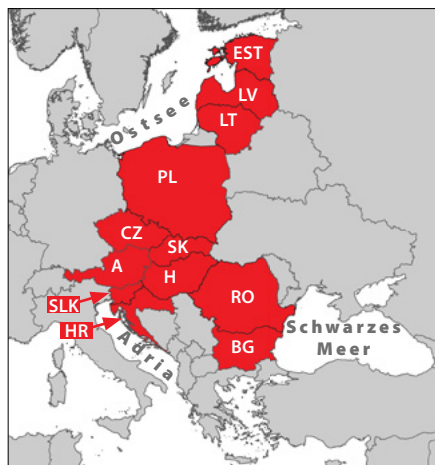 EST
LV
LT
Ostsee
PL
CZ
SK
A
H
SLK
RO
HR
Schwarzes
Meer
BG
Adria